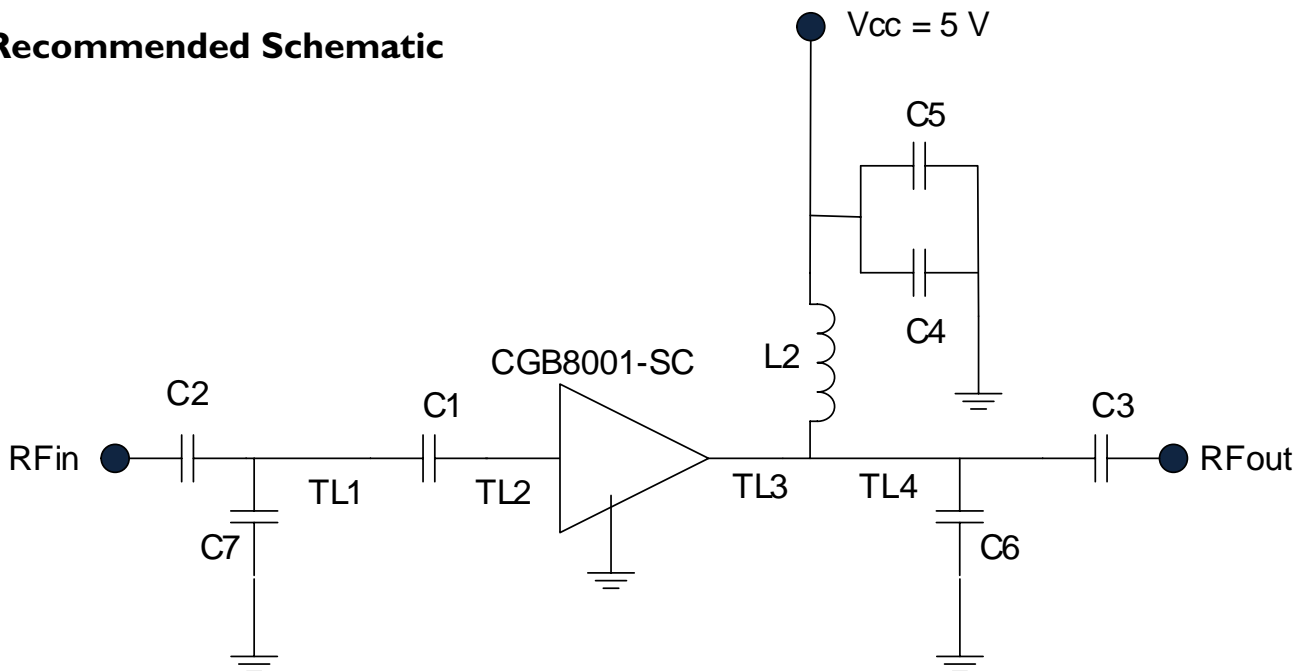 Recommended Schematic
Vcc = 5 V
C5
C4
L2
CGB8001-SC
C2
C1
C3
RFin
RFout
TL1
TL2
TL3
TL4
C7
C6